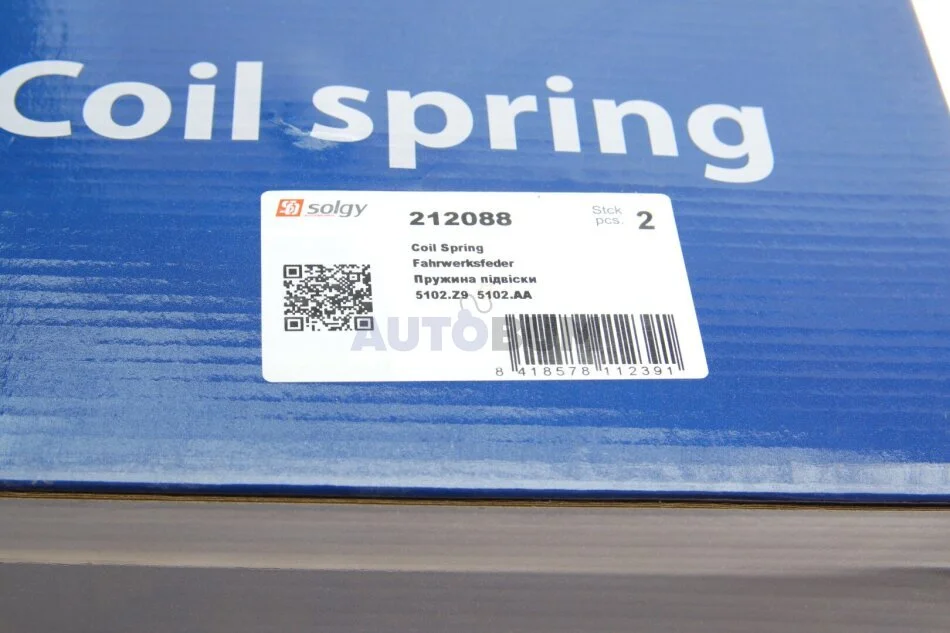 Coil spring
solgy
212088
Stck
pcs. 2
Coil Spring
Fahrwerksfeder
Пружина підвіски
5102.Z9 5102.AA
8 418578 112391